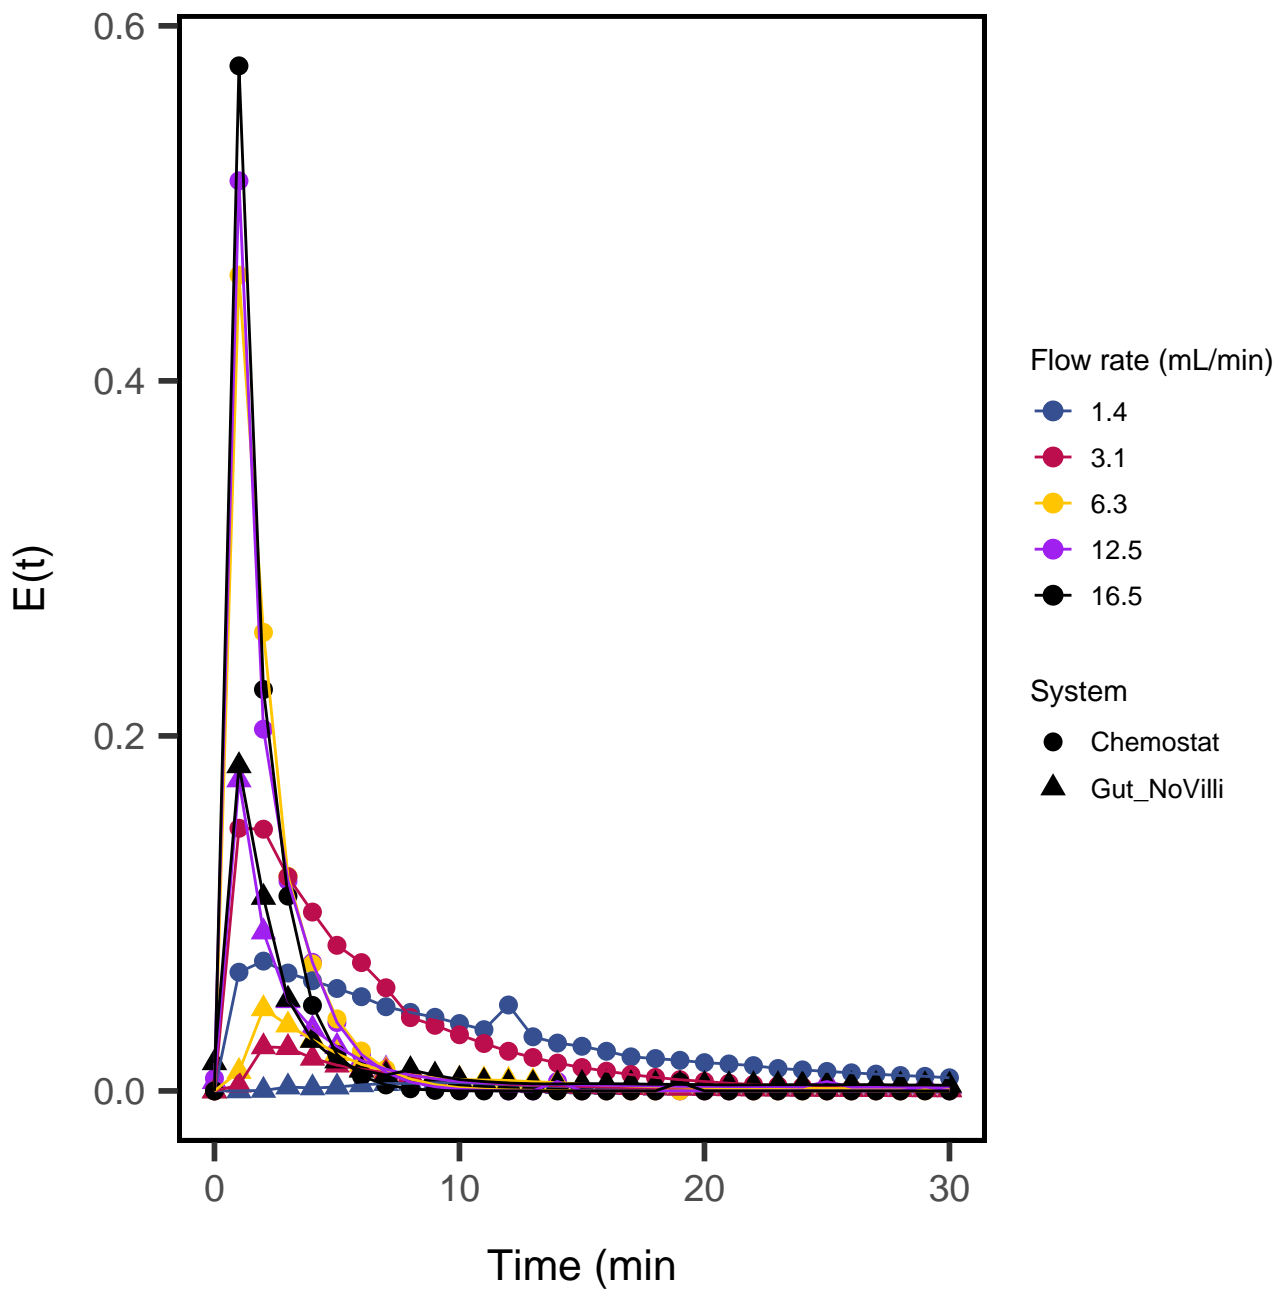 0.6
0.4
0.2
0.0
E(t)
0
10
20
30
Time (min
Flow rate (mL/min)
1.4
3.1
6.3
12.5
16.5
System
Chemostat
Gut_NoVilli